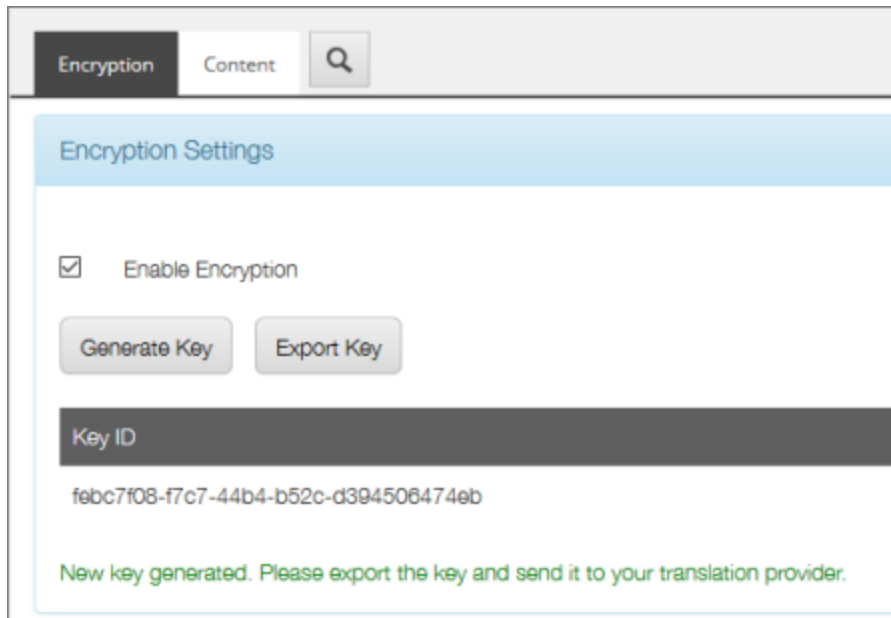 Encryption Content
Encryption Settings
Enable Encryption
Generate Key Export Key
Key ID
febc7f08-f7c7-44b4-b52c-d394506474eb
New key generated. Please export the key and send it to your translation provider.